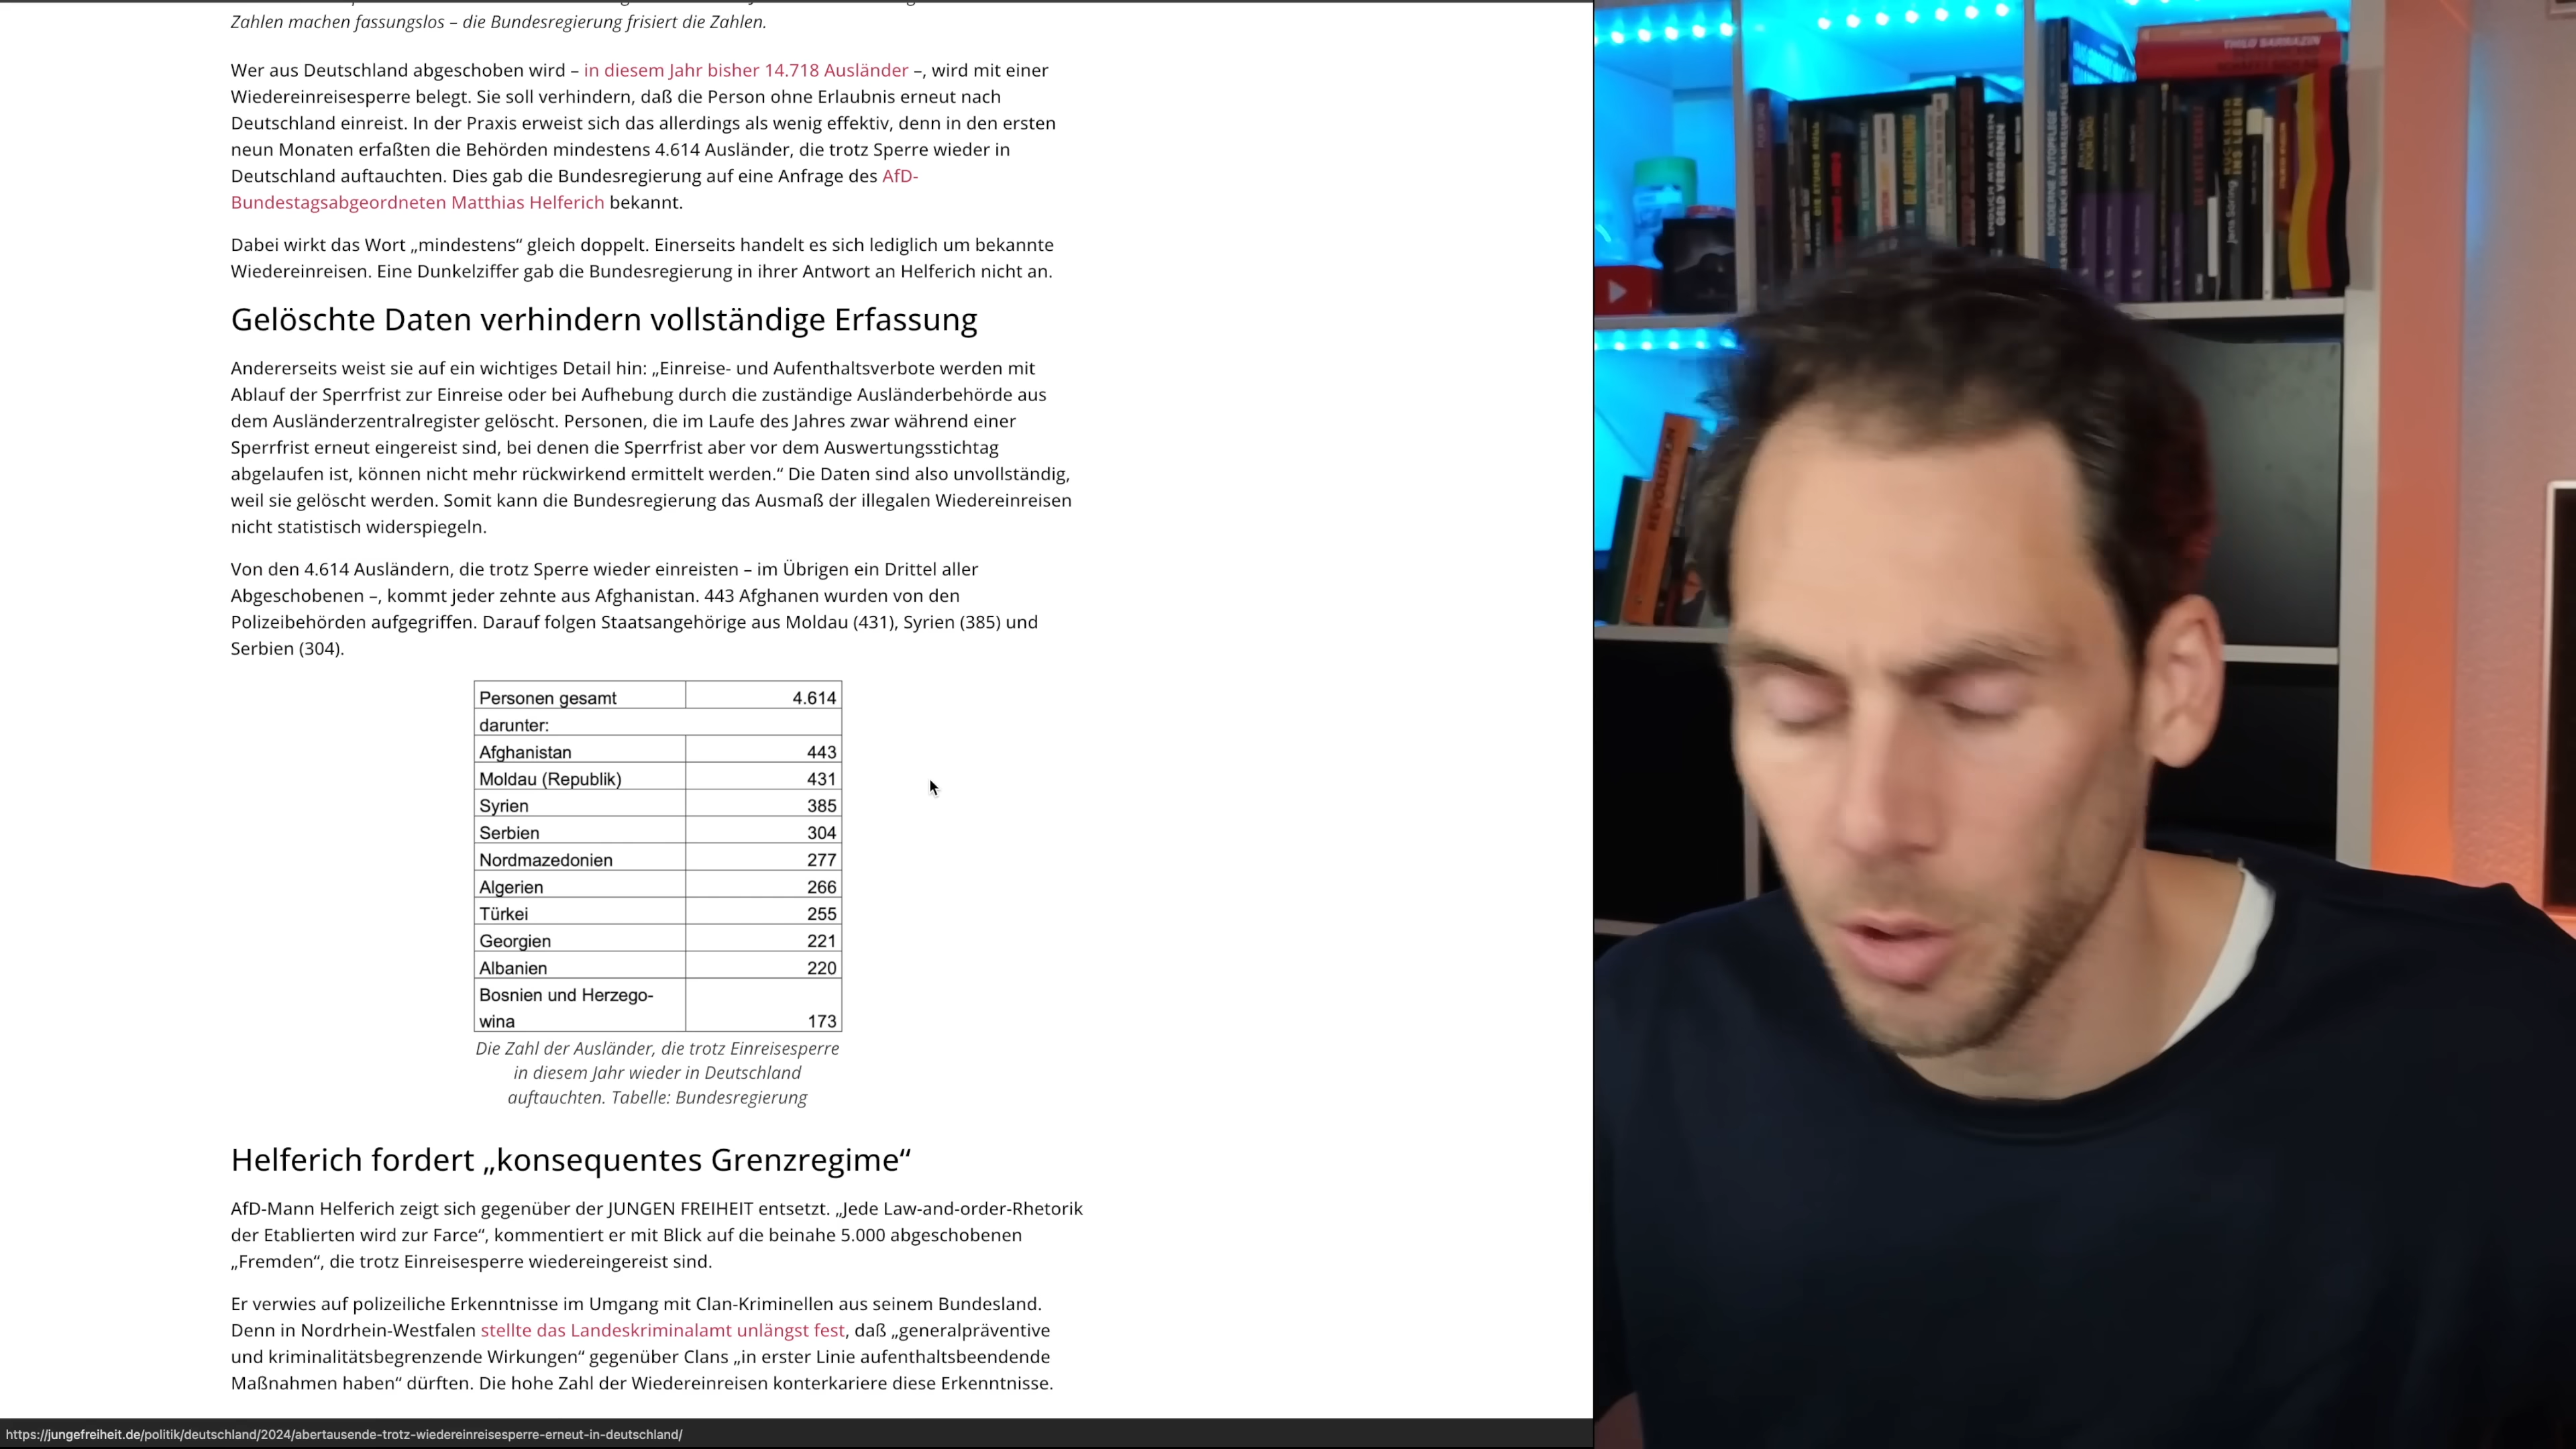 Zahlen machen fassungslos – die Bundesregierung frisiert die Zahlen.
Wer aus Deutschland abgeschoben wird – in diesem Jahr bisher 14.718 Ausländer –, wird mit einer
Wiedereinreisesperre belegt. Sie soll verhindern, daß die Person ohne Erlaubnis erneut nach
Deutschland einreist. In der Praxis erweist sich das allerdings als wenig effektiv, denn in den ersten
neun Monaten erfaßten die Behörden mindestens 4.614 Ausländer, die trotz Sperre wieder in
Deutschland auftauchten. Dies gab die Bundesregierung auf eine Anfrage des AfD-
Bundestagsabgeordneten Matthias Helferich bekannt.
Dabei wirkt das Wort „mindestens“ gleich doppelt. Einerseits handelt es sich lediglich um bekannte
Wiedereinreisen. Eine Dunkelziffer gab die Bundesregierung in ihrer Antwort an Helferich nicht an.
Gelöschte Daten verhindern vollständige Erfassung
Andererseits weist sie auf ein wichtiges Detail hin: „Einreise- und Aufenthaltsverbote werden mit
Ablauf der Sperrfrist zur Einreise oder bei Aufhebung durch die zuständige Ausländerbehörde aus
dem Ausländerzentralregister gelöscht. Personen, die im Laufe des Jahres zwar während einer
Sperrfrist erneut eingereist sind, bei denen die Sperrfrist aber vor dem Auswertungsstichtag
abgelaufen ist, können nicht mehr rückwirkend ermittelt werden.“ Die Daten sind also unvollständig,
weil sie gelöscht werden. Somit kann die Bundesregierung das Ausmaß der illegalen Wiedereinreisen
nicht statistisch widerspiegeln.
Von den 4.614 Ausländern, die trotz Sperre wieder einreisten – im Übrigen ein Drittel aller
Abgeschobenen –, kommt jeder zehnte aus Afghanistan. 443 Afghanen wurden von den
Polizeibehörden aufgegriffen. Darauf folgen Staatsangehörige aus Moldau (431), Syrien (385) und
Serbien (304).
Personen gesamt 4.614
darunter:
Afghanistan 443
Moldau (Republik) 431
Syrien 385
Serbien 304
Nordmazedonien 277
Algerien 266
Türkei 255
Georgien 221
Albanien 220
Bosnien und Herzego-
wina 173
Die Zahl der Ausländer, die trotz Einreisesperre
in diesem Jahr wieder in Deutschland
auftauchten. Tabelle: Bundesregierung
Helferich fordert „konsequentes Grenzregime“
AfD-Mann Helferich zeigt sich gegenüber der JUNGEN FREIHEIT entsetzt. „Jede Law-and-order-Rhetorik
der Etablierten wird zur Farce“, kommentiert er mit Blick auf die beinahe 5.000 abgeschobenen
„Fremden“, die trotz Einreisesperre wiedereingereist sind.
Er verwies auf polizeiliche Erkenntnisse im Umgang mit Clan-Kriminellen aus seinem Bundesland.
Denn in Nordrhein-Westfalen stellte das Landeskriminalamt unlängst fest, daß „generalpräventive
und kriminalitätsbegrenzende Wirkungen“ gegenüber Clans „in erster Linie aufenthaltsbeendende
Maßnahmen haben“ dürften. Die hohe Zahl der Wiedereinreisen konterkariere diese Erkenntnisse.
https://jungefreiheit.de/politik/deutschland/2024/abertausende-trotz-wiedereinreisesperre-erneut-in-deutschland/
THILO SARRAZIN
REVOLUTION
GELD VERDIENEN
MODERNE AUTOPFLEGE
Jens Söring